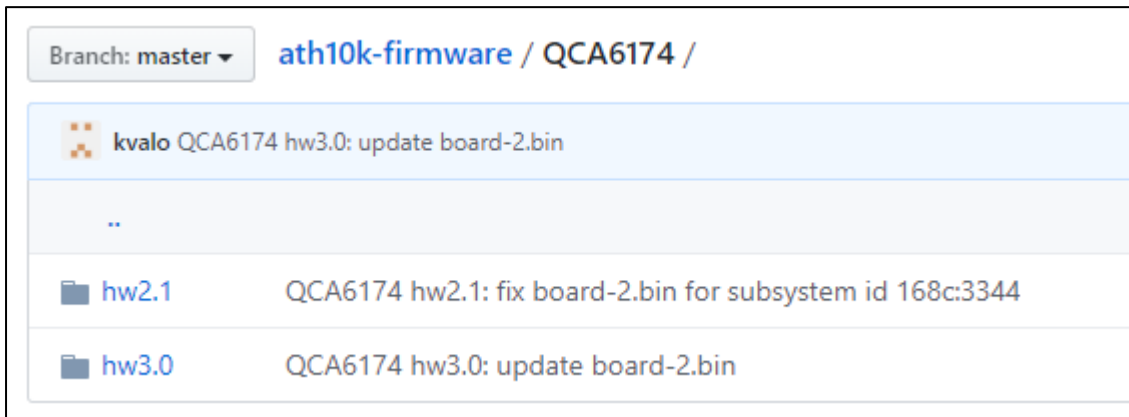 Branch: master ath10k-firmware / QCA6174 /
kvalo QCA6174 hw3.0: update board-2.bin
..
hw2.1 QCA6174 hw2.1: fix board-2.bin for subsystem id 168c:3344
hw3.0 QCA6174 hw3.0: update board-2.bin